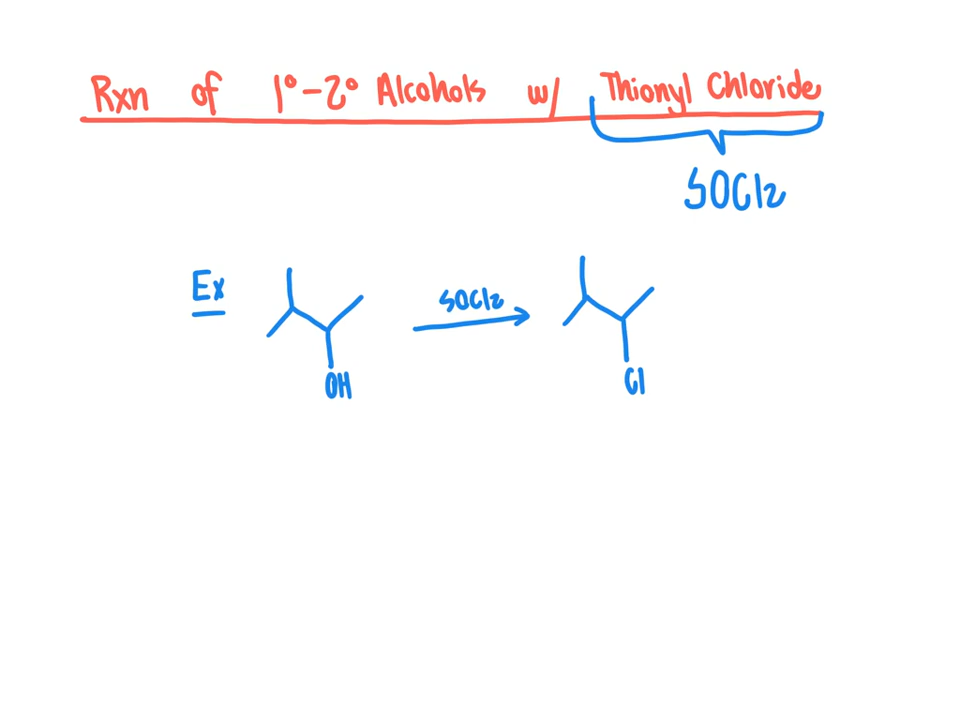 Rxn of 1°-2° Alcohols w/ Thionyl Chloride
SOCl2
Ex
SOCl2
OH
Cl